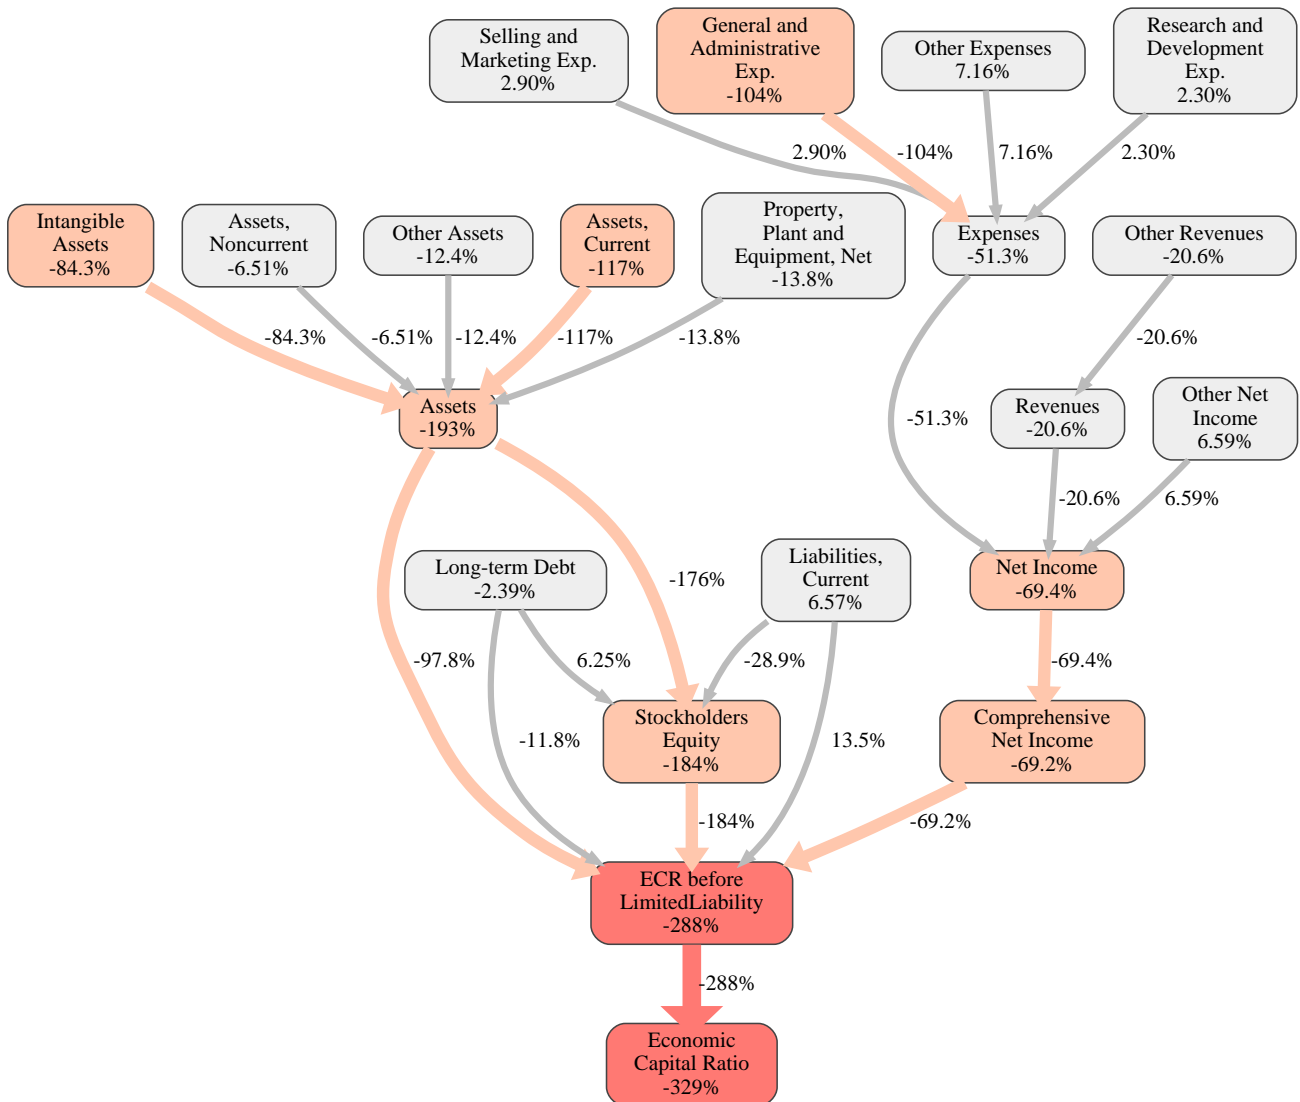 Selling and
Marketing Exp.
2.90%
General and
Administrative
Exp.
-104%
Other Expenses
7.16%
Research and
Development
Exp.
2.30%
2.90%
-104%
7.16%
2.30%
Intangible
Assets
-84.3%
Assets,
Noncurrent
-6.51%
Other Assets
-12.4%
Assets,
Current
-117%
Property,
Plant and
Equipment, Net
-13.8%
Expenses
-51.3%
Other Revenues
-20.6%
-84.3%
-6.51%
-12.4%
-117%
-13.8%
-20.6%
Assets
-193%
-51.3%
Revenues
-20.6%
Other Net
Income
6.59%
-20.6%
6.59%
Long-term Debt
-2.39%
-176%
Liabilities,
Current
6.57%
Net Income
-69.4%
-97.8%
6.25%
-28.9%
-69.4%
-11.8%
Stockholders
Equity
-184%
13.5%
Comprehensive
Net Income
-69.2%
-184%
-69.2%
ECR before
LimitedLiability
-288%
-288%
Economic
Capital Ratio
-329%